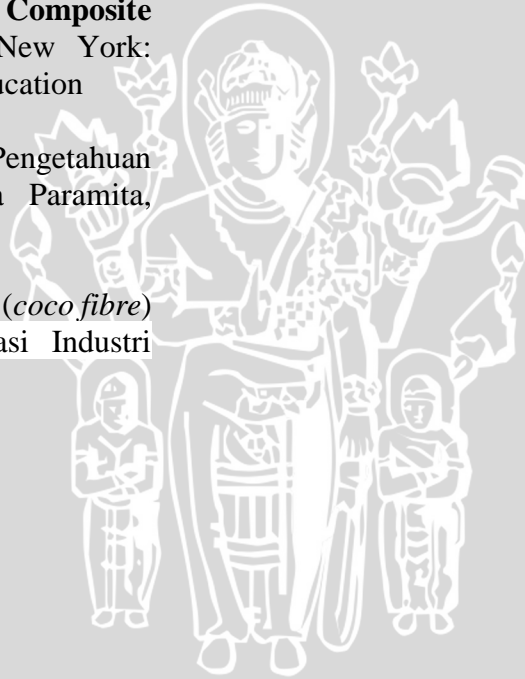 Composite
New York:
ucation
Pengetahuan
a Paramita,
(coco fibre)
asi Industri